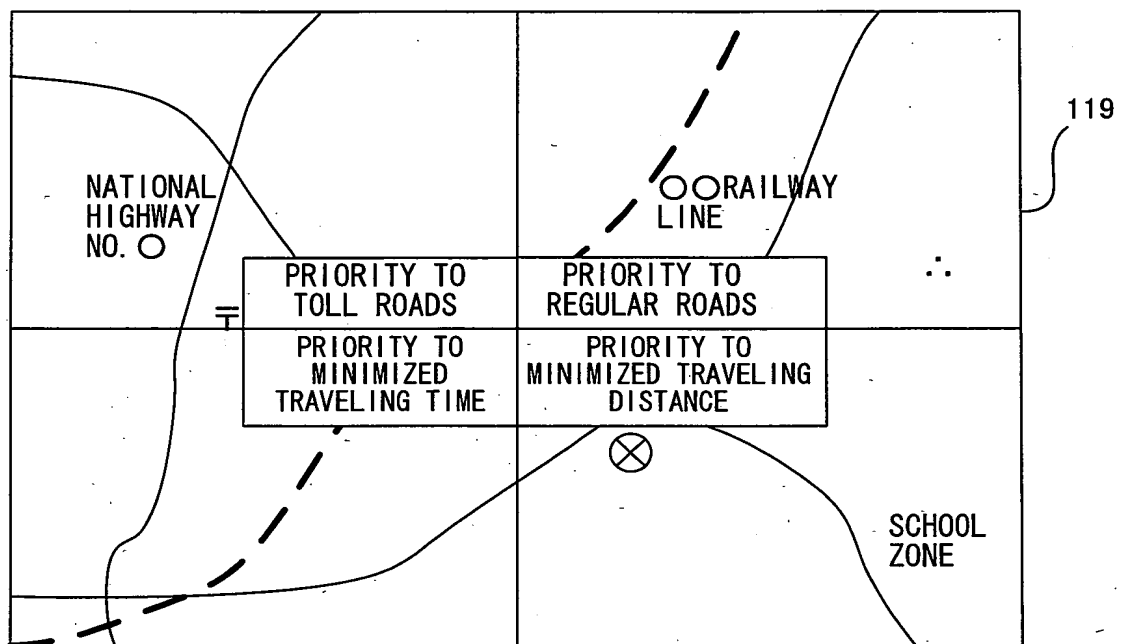 119
NATIONAL
HIGHWAY
NO. ○
○○RAILWAY
LINE
PRIORITY TO
TOLL ROADS
PRIORITY TO
REGULAR ROADS
PRIORITY TO
MINIMIZED
TRAVELING TIME
PRIORITY TO
MINIMIZED TRAVELING
DISTANCE
SCHOOL
ZONE